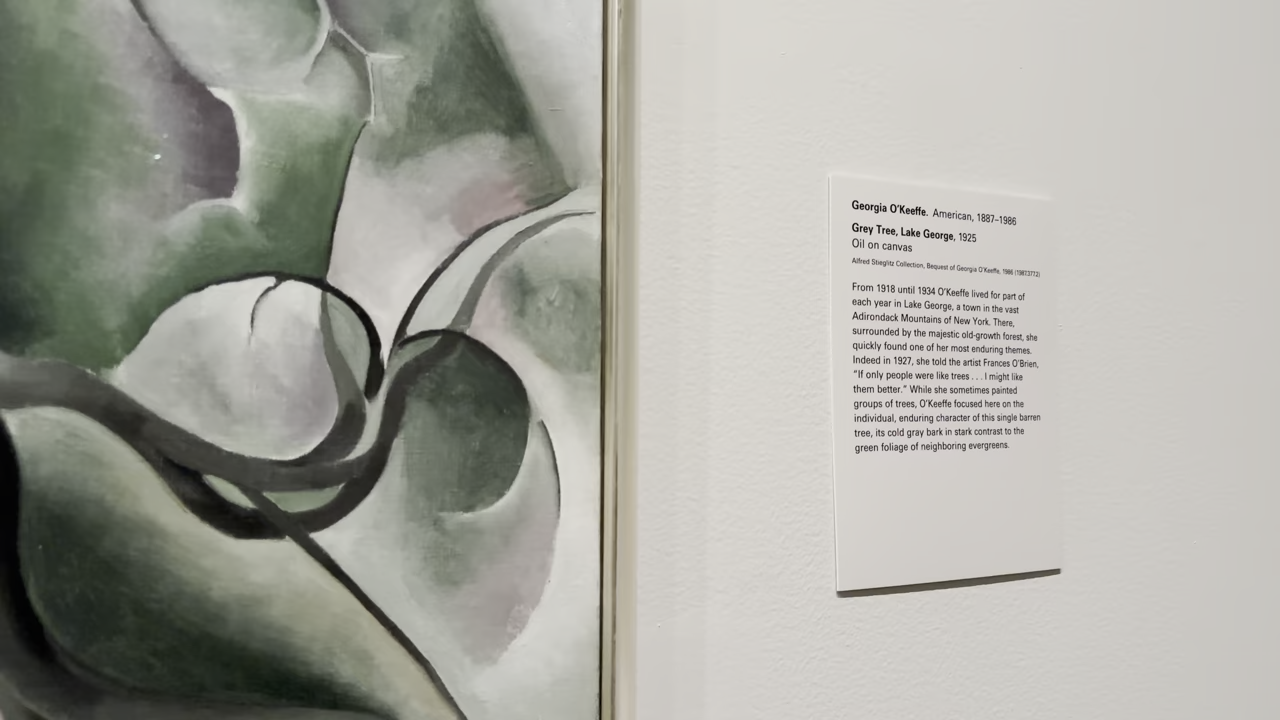 Georgia O'Keeffe. American, 1887–1986
Grey Tree, Lake George, 1925
Oil on canvas
Alfred Stieglitz Collection, Bequest of Georgia O'Keeffe, 1986 (1987.377.2)
From 1918 until 1934 O'Keeffe lived for part of
each year in Lake George, a town in the vast
Adirondack Mountains of New York. There,
surrounded by the majestic old-growth forest, she
quickly found one of her most enduring themes.
Indeed in 1927, she told the artist Frances O'Brien,
"If only people were like trees . . . I might like
them better." While she sometimes painted
groups of trees, O'Keeffe focused here on the
individual, enduring character of this single barren
tree, its cold gray bark in stark contrast to the
green foliage of neighboring evergreens.